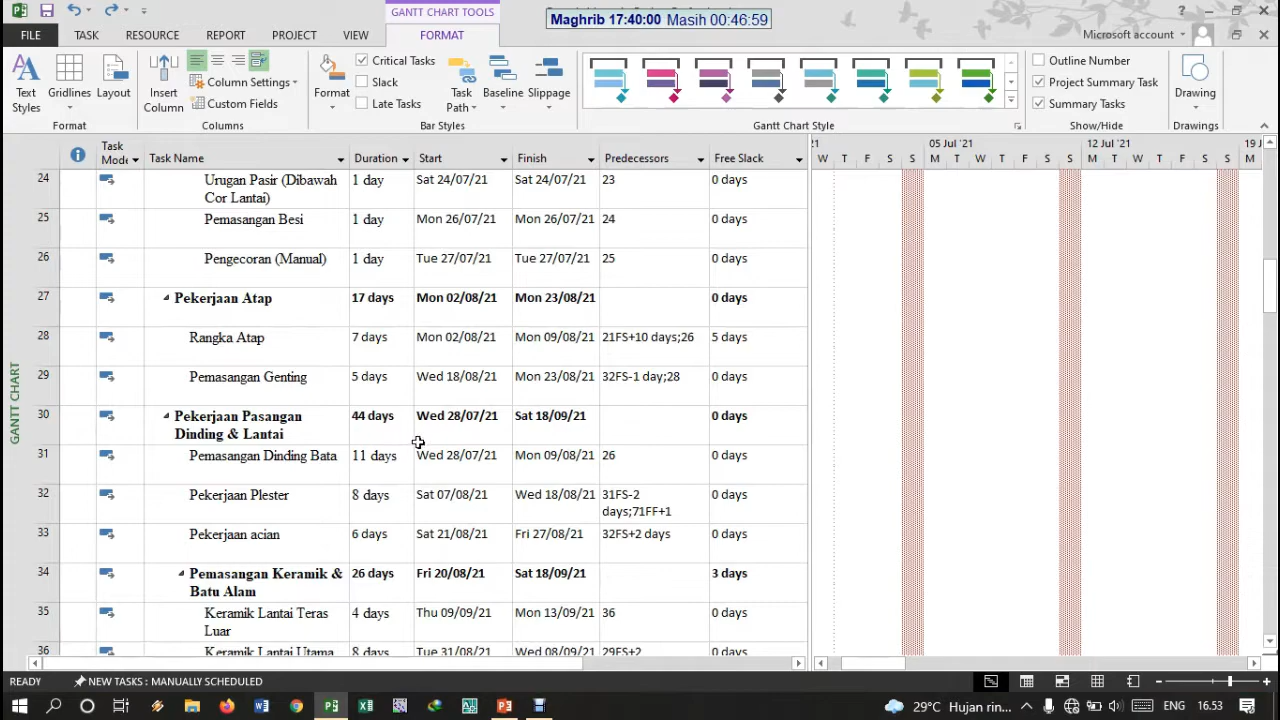 GANTT CHART TOOLS
Maghrib 17:40:00 Masih 00:46:59
?
FILE TASK RESOURCE REPORT PROJECT VIEW FORMAT Microsoft account
Text Styles Gridlines Layout Insert Column Column Settings Custom Fields Format Critical Tasks Slack Late Tasks Task Path Baseline Slippage Outline Number Project Summary Task Summary Tasks Drawing
Format Columns Bar Styles Gantt Chart Style Show/Hide Drawings
Task Mode Task Name Duration Start Finish Predecessors Free Slack
21 05 Jul '21 12 Jul '21 19 J
W T F S S M T W T F S S M T W T F S S M
24 Urugan Pasir (Dibawah Cor Lantai) 1 day Sat 24/07/21 Sat 24/07/21 23 0 days
25 Pemasangan Besi 1 day Mon 26/07/21 Mon 26/07/21 24 0 days
26 Pengecoran (Manual) 1 day Tue 27/07/21 Tue 27/07/21 25 0 days
27 Pekerjaan Atap 17 days Mon 02/08/21 Mon 23/08/21 0 days
28 Rangka Atap 7 days Mon 02/08/21 Mon 09/08/21 21FS+10 days;26 5 days
29 Pemasangan Genting 5 days Wed 18/08/21 Mon 23/08/21 32FS-1 day;28 0 days
30 Pekerjaan Pasangan Dinding & Lantai 44 days Wed 28/07/21 Sat 18/09/21 0 days
31 Pemasangan Dinding Bata 11 days Wed 28/07/21 Mon 09/08/21 26 0 days
32 Pekerjaan Plester 8 days Sat 07/08/21 Wed 18/08/21 31FS-2 days;71FF+1 0 days
33 Pekerjaan acian 6 days Sat 21/08/21 Fri 27/08/21 32FS+2 days 0 days
34 Pemasangan Keramik & Batu Alam 26 days Fri 20/08/21 Sat 18/09/21 3 days
35 Keramik Lantai Teras Luar 4 days Thu 09/09/21 Mon 13/09/21 36 0 days
36 Keramik Lantai Utama 8 days Tue 31/08/21 Wed 08/09/21 29FS+2 0 days
GANTT CHART
READY NEW TASKS : MANUALLY SCHEDULED
29°C Hujan rin... ENG 16.53